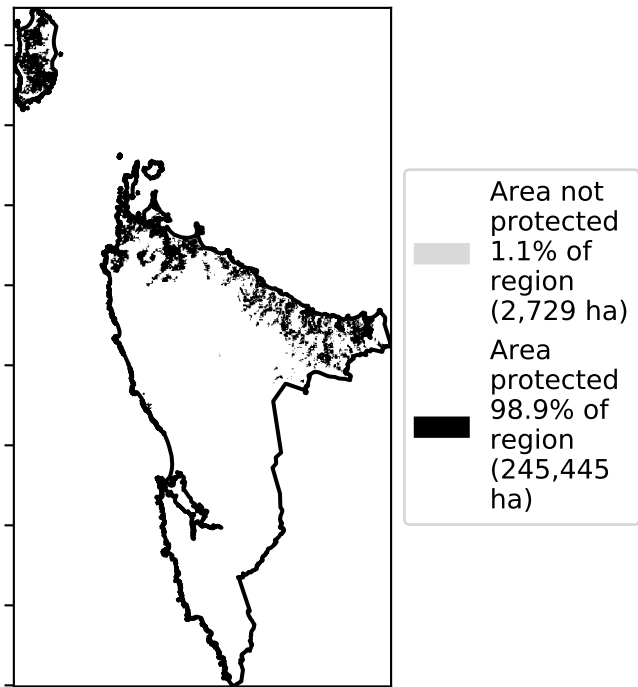 Area not
protected
1.1% of
region
(2,729 ha)
Area
protected
98.9% of
region
(245,445
ha)